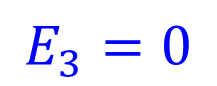 E₃ = 0